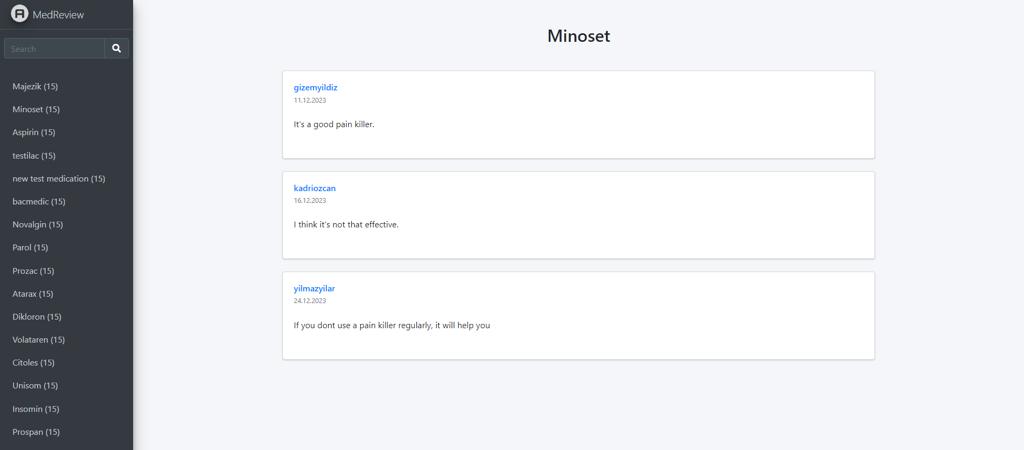 MedReview
Search
Majezik (15)
Minoset (15)
Aspirin (15)
testilac (15)
new test medication (15)
bacmedic (15)
Novalgin (15)
Parol (15)
Prozac (15)
Atarax (15)
Dikloron (15)
Volataren (15)
Citoles (15)
Unisom (15)
Insomin (15)
Prospan (15)
Minoset
gizemyildiz
11.12.2023
It's a good pain killer.
kadriozcan
16.12.2023
I think it's not that effective.
yilmazyilar
24.12.2023
If you dont use a pain killer regularly, it will help you